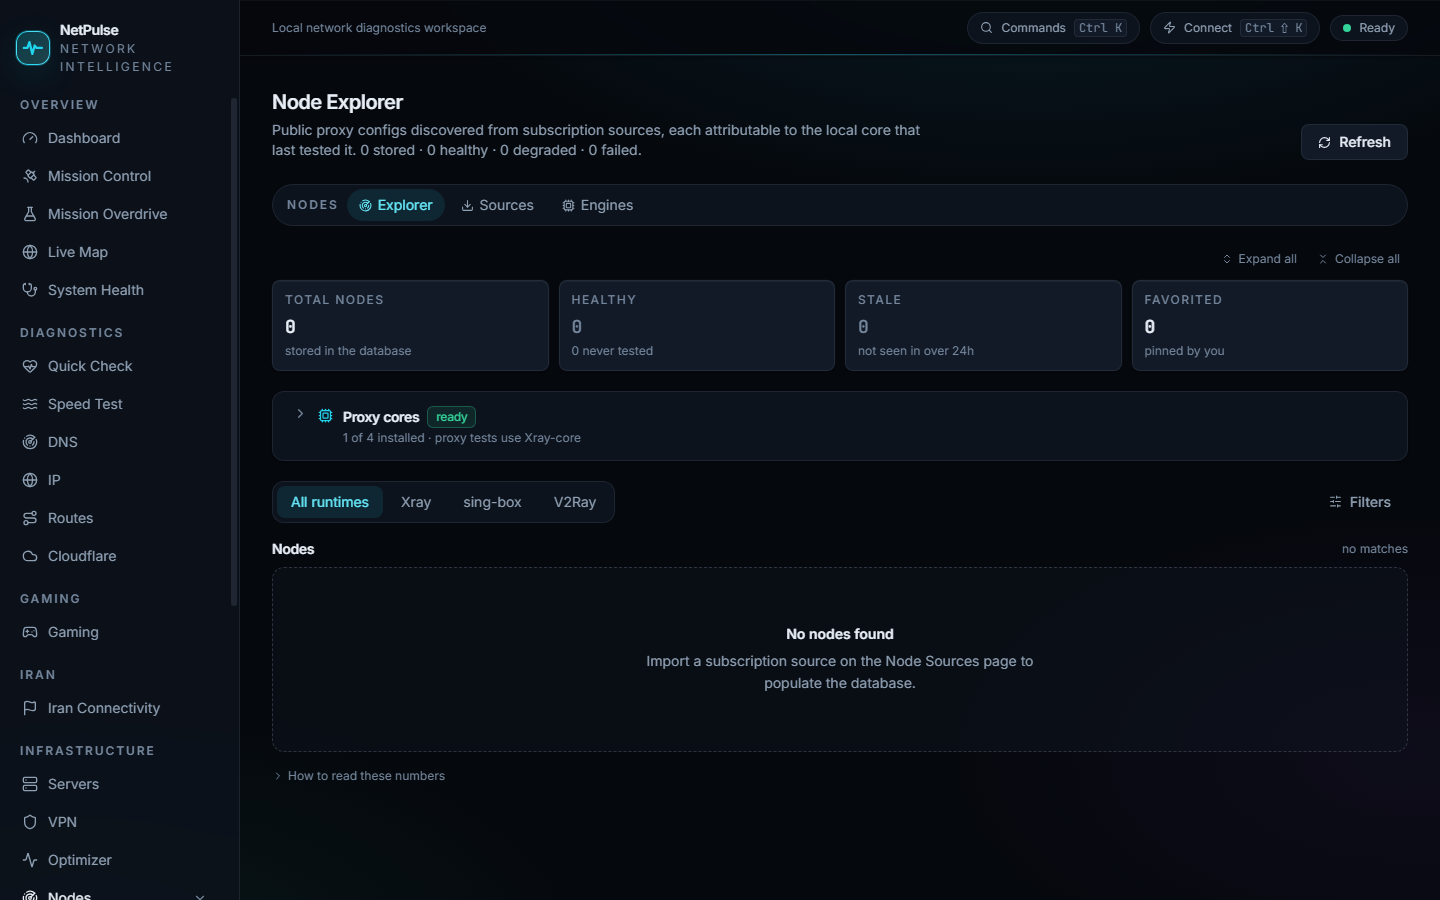 NetPulse
NETWORK
INTELLIGENCE
OVERVIEW
Dashboard
Mission Control
Mission Overdrive
Live Map
System Health
DIAGNOSTICS
Quick Check
Speed Test
DNS
IP
Routes
Cloudflare
GAMING
Gaming
IRAN
Iran Connectivity
INFRASTRUCTURE
Servers
VPN
Optimizer
Nodes
Local network diagnostics workspace
Commands Ctrl K
Connect Ctrl ⇧ K
Ready
Node Explorer
Public proxy configs discovered from subscription sources, each attributable to the local core that
last tested it. 0 stored · 0 healthy · 0 degraded · 0 failed.
Refresh
NODES Explorer Sources Engines
Expand all Collapse all
TOTAL NODES
0
stored in the database
HEALTHY
0
0 never tested
STALE
0
not seen in over 24h
FAVORITED
0
pinned by you
Proxy cores ready
1 of 4 installed · proxy tests use Xray-core
All runtimes Xray sing-box V2Ray
Filters
Nodes
no matches
No nodes found
Import a subscription source on the Node Sources page to
populate the database.
How to read these numbers